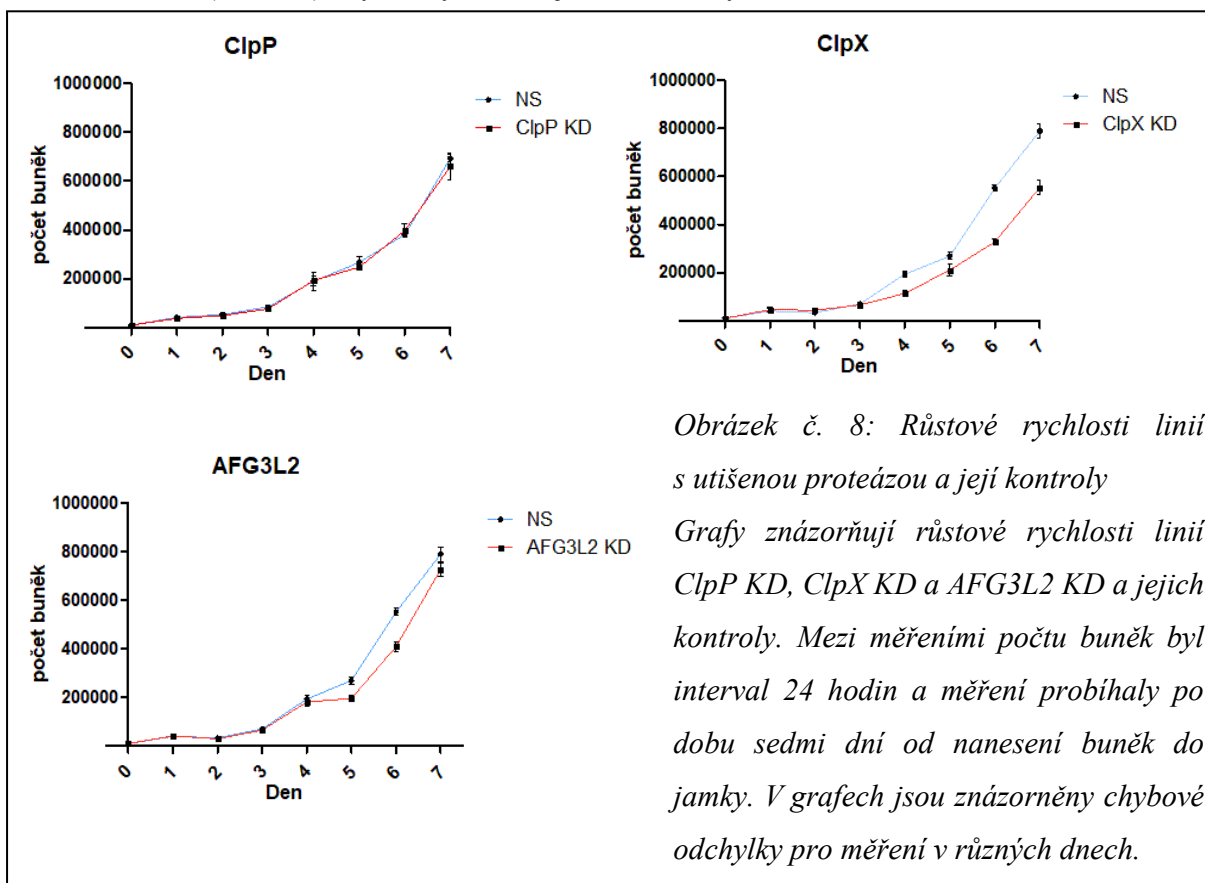 ClpP
1000000
800000
600000
400000
200000
počet buněk
0
1
2
3
4
5
6
7
Den
NS
ClpP KD
ClpX
1000000
800000
600000
400000
200000
počet buněk
0
1
2
3
4
5
6
7
Den
NS
ClpX KD
AFG3L2
1000000
800000
600000
400000
200000
počet buněk
0
1
2
3
4
5
6
7
Den
NS
AFG3L2 KD
Obrázek č. 8: Růstové rychlosti linií
s utišenou proteázou a její kontroly
Grafy znázorňují růstové rychlosti linií
ClpP KD, ClpX KD a AFG3L2 KD a jejich
kontroly. Mezi měřeními počtu buněk byl
interval 24 hodin a měření probíhaly po
dobu sedmi dní od nanesení buněk do
jamky. V grafech jsou znázorněny chybové
odchylky pro měření v různých dnech.